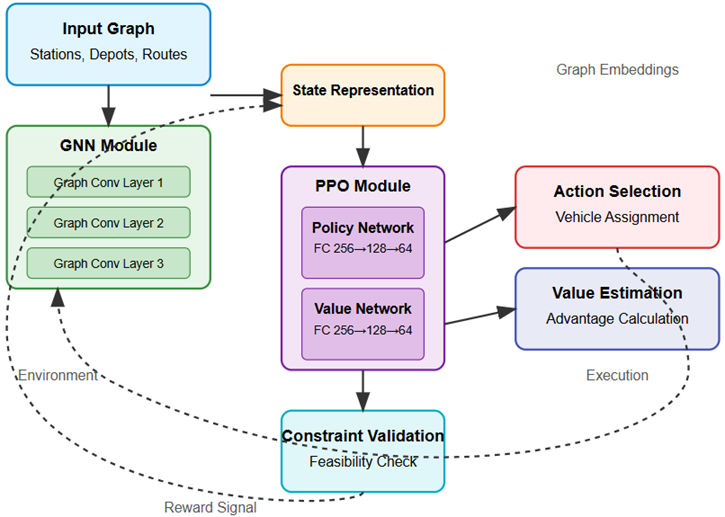 Input Graph
Stations, Depots, Routes
State Representation
Graph Embeddings
GNN Module
Graph Conv Layer 1
Graph Conv Layer 2
Graph Conv Layer 3
PPO Module
Policy Network
FC 256→128→64
Value Network
FC 256→128→64
Action Selection
Vehicle Assignment
Value Estimation
Advantage Calculation
Environment
Execution
Constraint Validation
Feasibility Check
Reward Signal